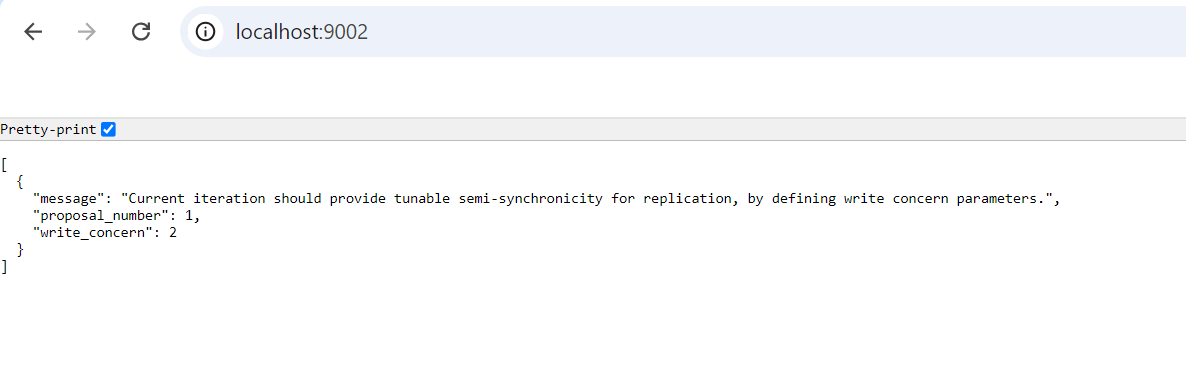 localhost:9002
Pretty-print
[
  {
    "message": "Current iteration should provide tunable semi-synchronicity for replication, by defining write concern parameters.",
    "proposal_number": 1,
    "write_concern": 2
  }
]